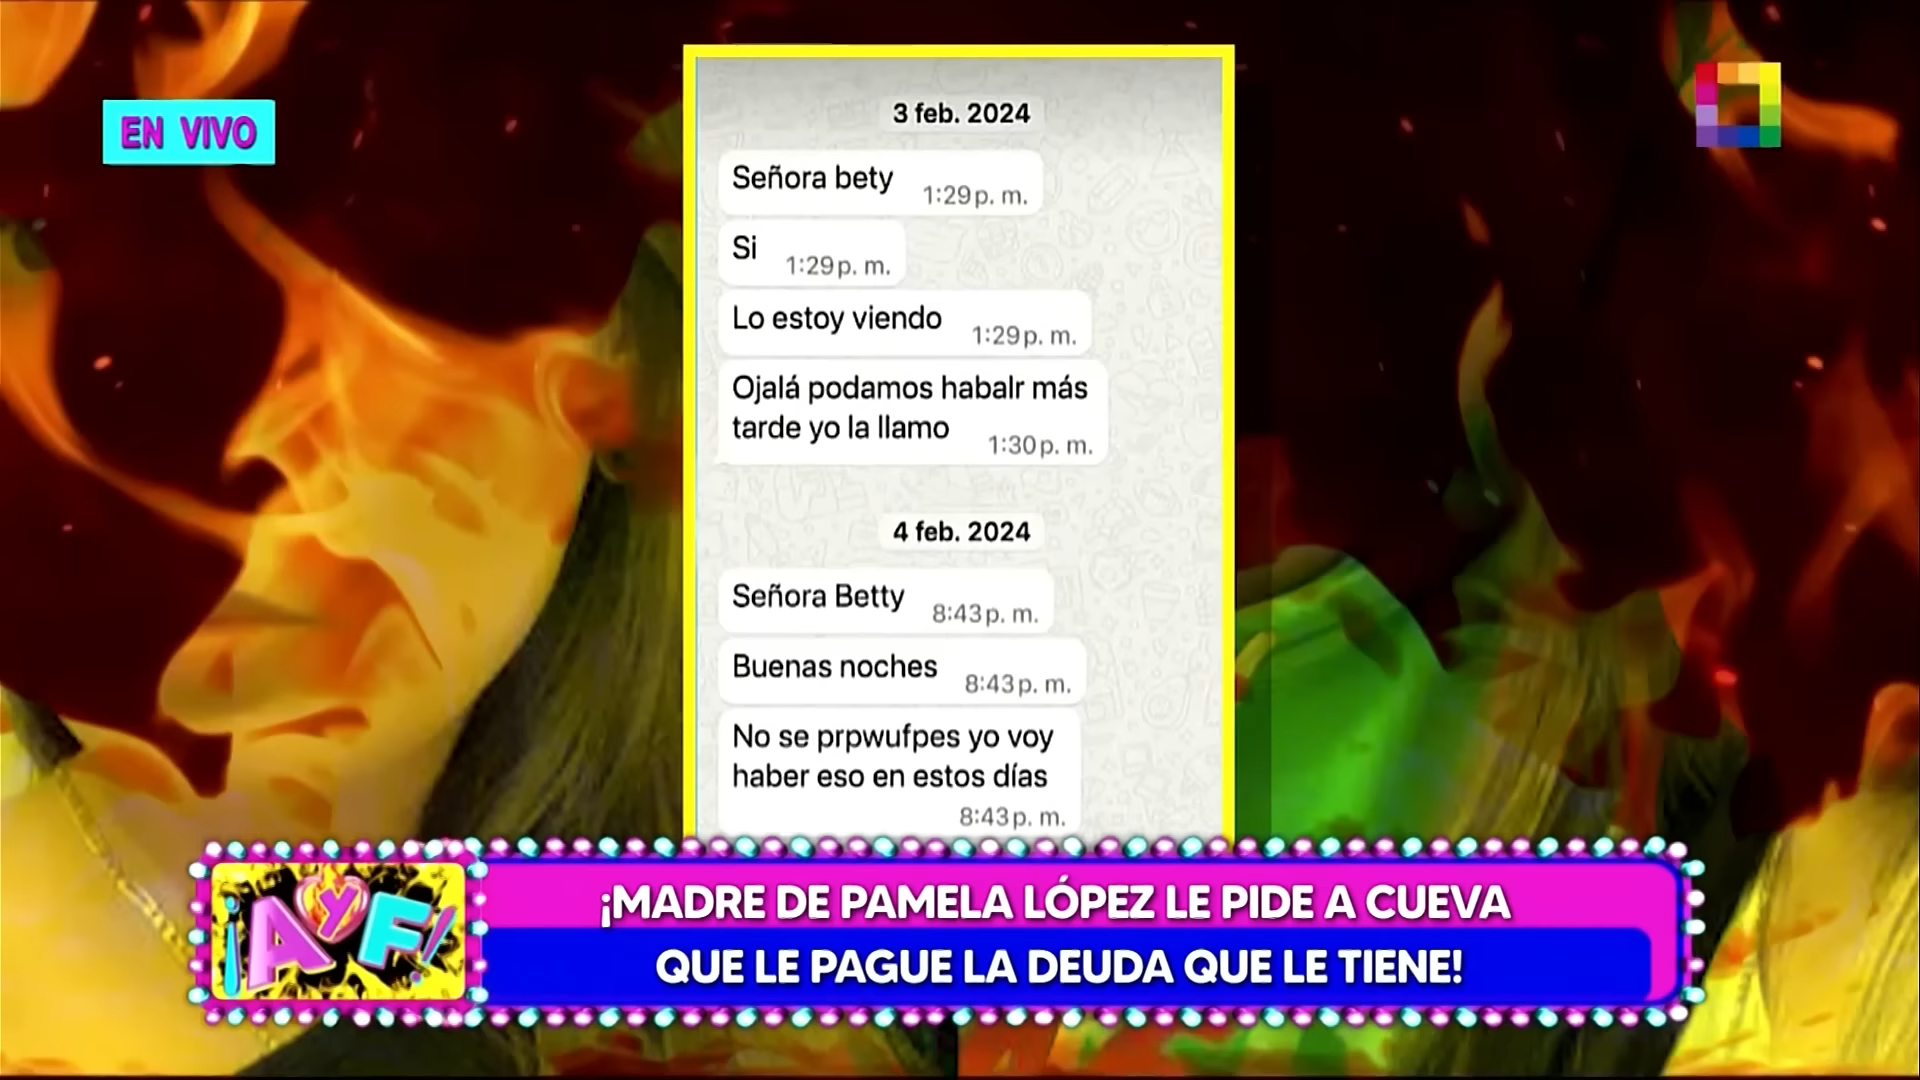 EN VIVO
3 feb. 2024
Señora bety 1:29 p. m.
Si 1:29 p. m.
Lo estoy viendo 1:29 p. m.
Ojalá podamos habalr más
tarde yo la llamo 1:30 p. m.
4 feb. 2024
Señora Betty 8:43 p. m.
Buenas noches 8:43 p. m.
No se prpwufpes yo voy
haber eso en estos días
8:43 p. m.
¡AyF!
¡MADRE DE PAMELA LÓPEZ LE PIDE A CUEVA
QUE LE PAGUE LA DEUDA QUE LE TIENE!